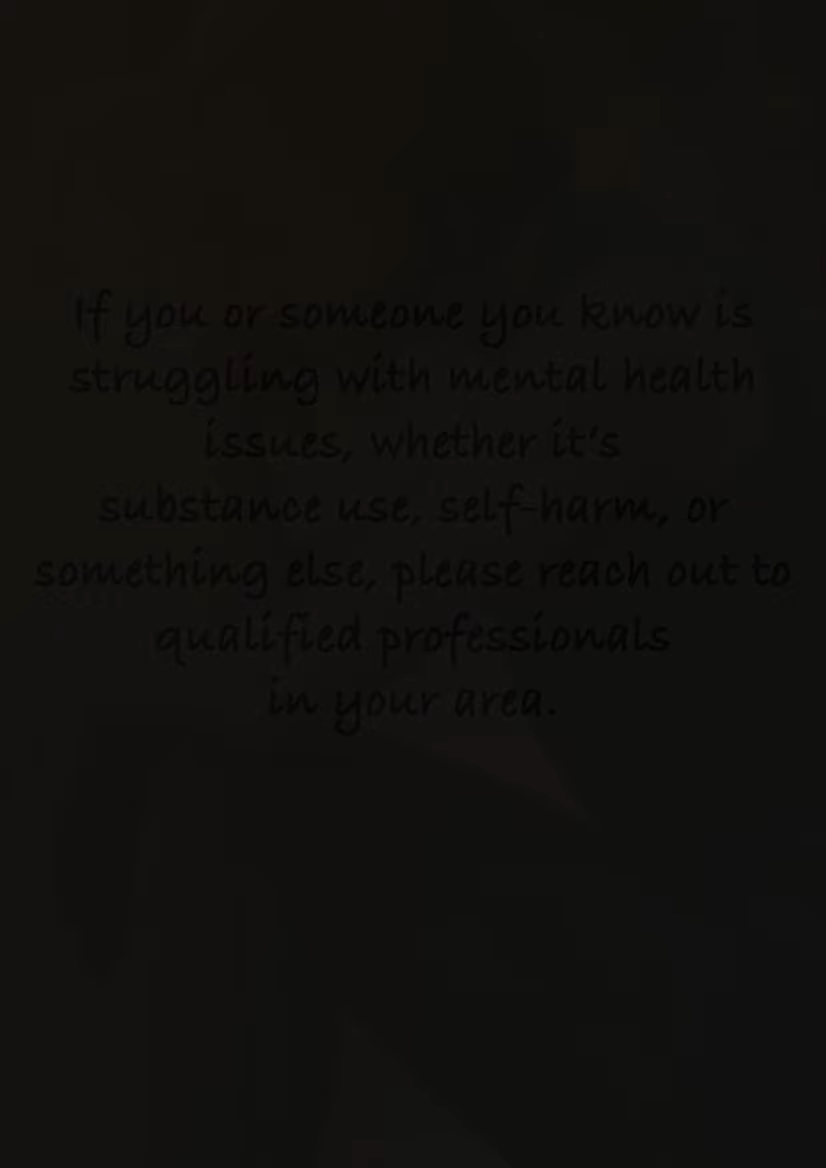 If you or someone you know is
struggling with mental health
issues, whether it's
substance use, self-harm, or
something else, please reach out to
qualified professionals
in your area.